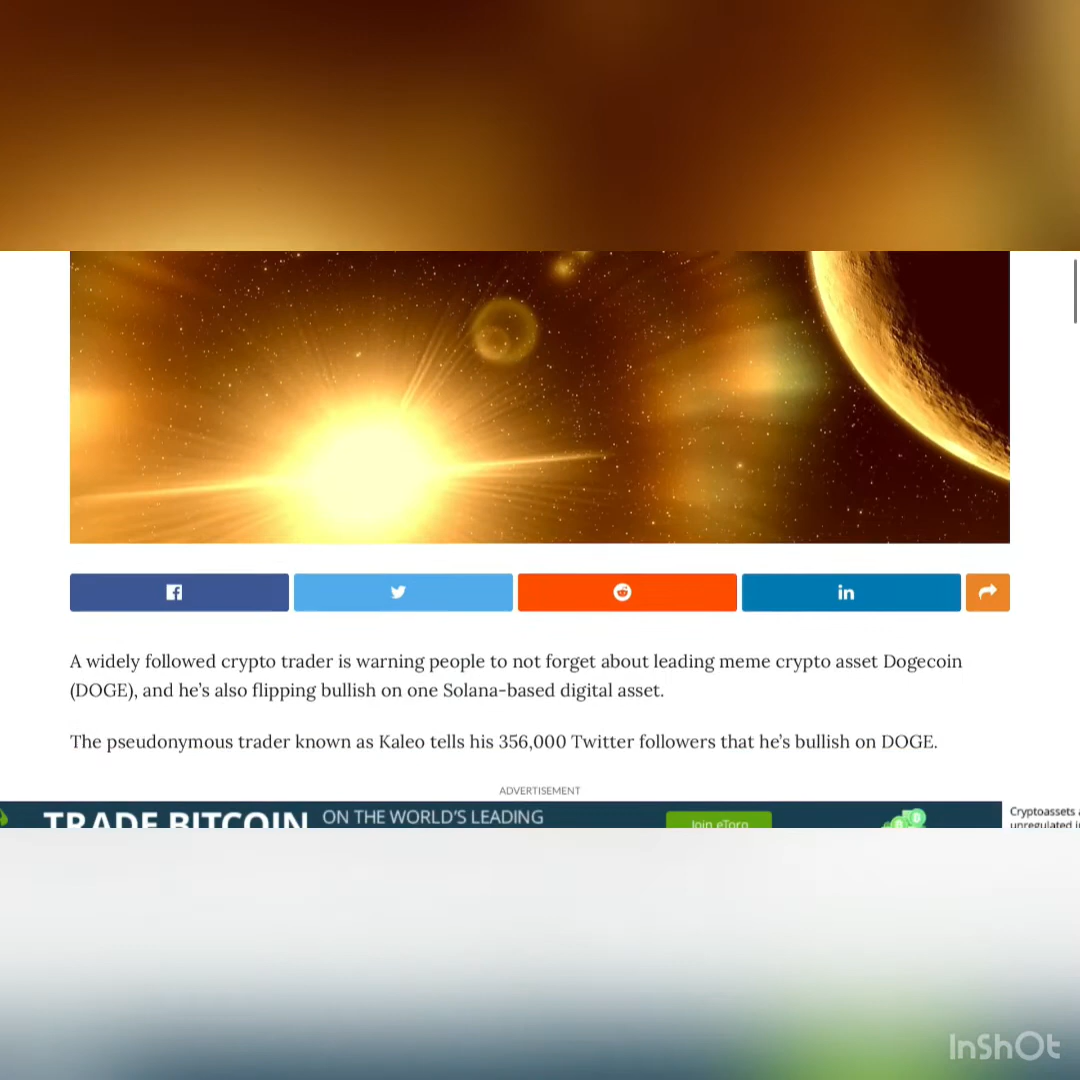 A widely followed crypto trader is warning people to not forget about leading meme crypto asset Dogecoin
(DOGE), and he’s also flipping bullish on one Solana-based digital asset.
The pseudonymous trader known as Kaleo tells his 356,000 Twitter followers that he’s bullish on DOGE.
ADVERTISEMENT
TRADE BITCOIN ON THE WORLD'S LEADING
Join eToro
Cryptoassets
unregulated
InShOt